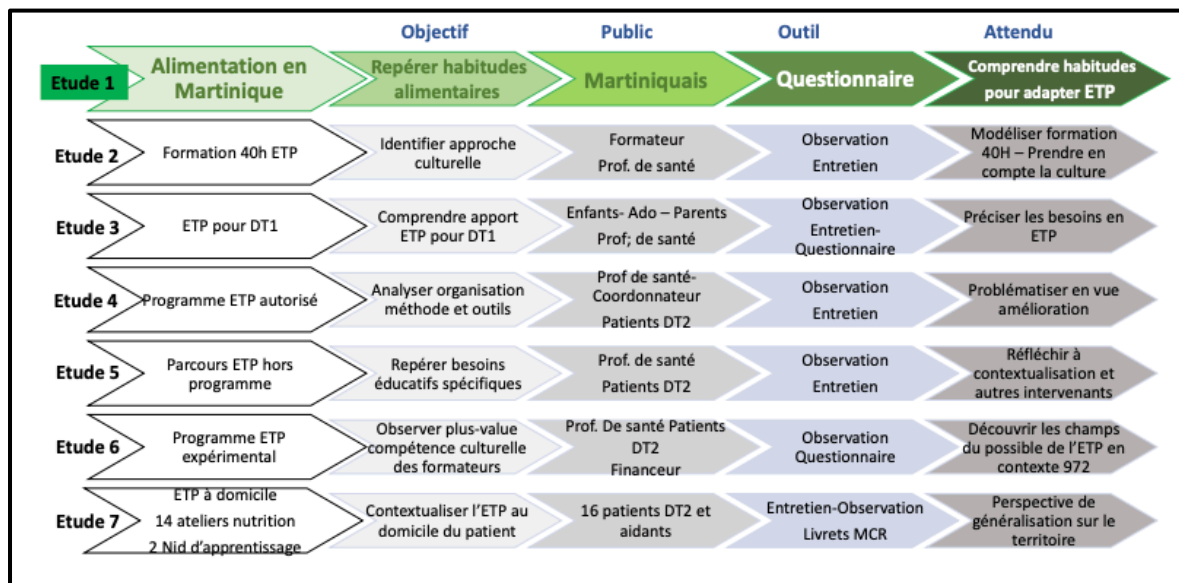 Objectif Public Outil Attendu
Etude 1
Alimentation en
Martinique
Repérer habitudes
alimentaires
Martiniquais
Questionnaire
Comprendre habitudes
pour adapter ETP
Etude 2
Formation 40h ETP
Identifier approche
culturelle
Formateur
Prof. de santé
Observation
Entretien
Modéliser formation
40H – Prendre en
compte la culture
Etude 3
ETP pour DT1
Comprendre apport
ETP pour DT1
Enfants- Ado – Parents
Prof; de santé
Observation
Entretien-
Questionnaire
Préciser les besoins en
ETP
Etude 4
Programme ETP autorisé
Analyser organisation
méthode et outils
Prof de santé-
Coordonnateur
Patients DT2
Observation
Entretien
Problématiser en vue
amélioration
Etude 5
Parcours ETP hors
programme
Repérer besoins
éducatifs spécifiques
Prof. de santé
Patients DT2
Observation
Entretien
Réfléchir à
contextualisation et
autres intervenants
Etude 6
Programme ETP
expérimental
Observer plus-value
compétence culturelle
des formateurs
Prof. De santé Patients
DT2
Financeur
Observation
Questionnaire
Découvrir les champs
du possible de l'ETP en
contexte 972
Etude 7
ETP à domicile
14 ateliers nutrition
2 Nid d'apprentissage
Contextualiser l'ETP au
domicile du patient
16 patients DT2 et
aidants
Entretien-Observation
Livrets MCR
Perspective de
généralisation sur le
territoire